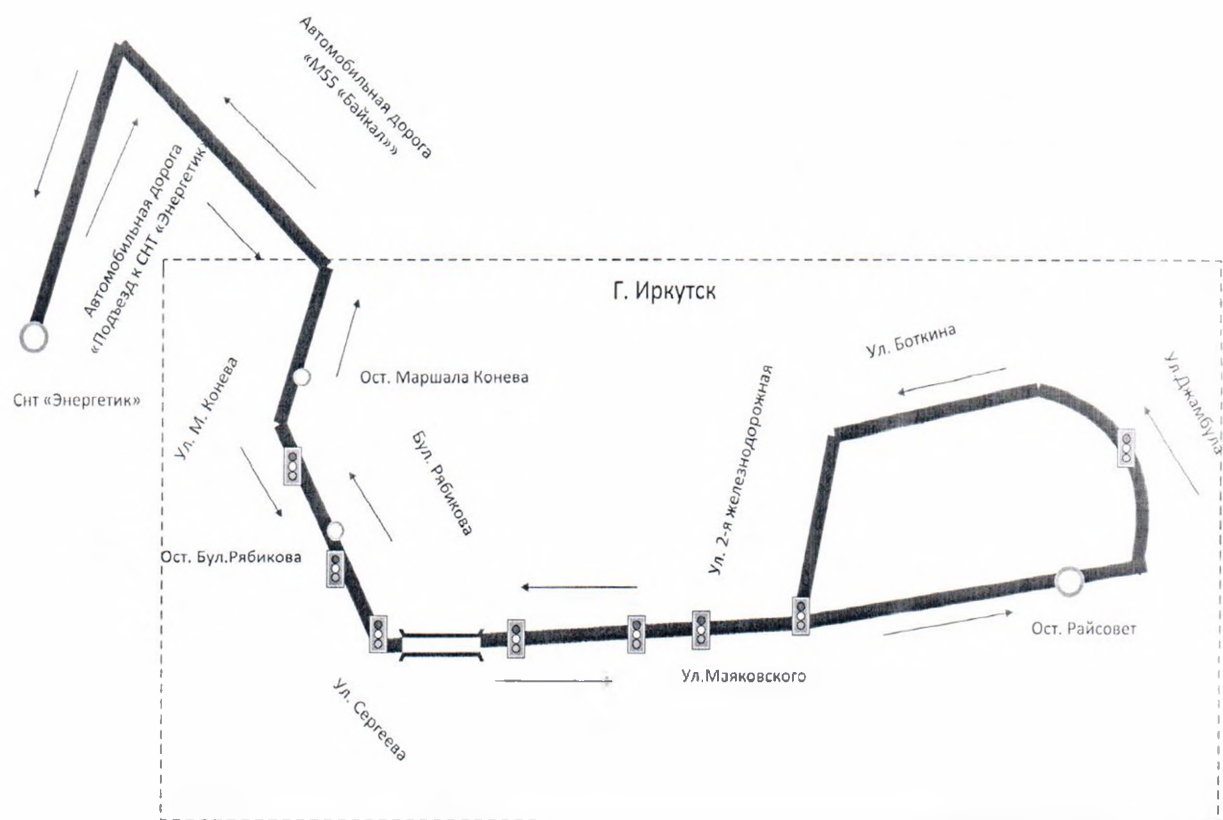 Автомобильная дорога
«М55 «Байкал»»
Автомобильная дорога
«Подъезд к СНТ «Энергетик»
Г. Иркутск
Ул. Боткина
Ул.Джамбула
Снт «Энергетик»
Ул. М. Конева
Ост. Маршала Конева
Бул. Рябикова
Ул. 2-я железнодорожная
Ост. Бул.Рябикова
Ост. Райсовет
Ул.Маяковского
Ул. Сергеева